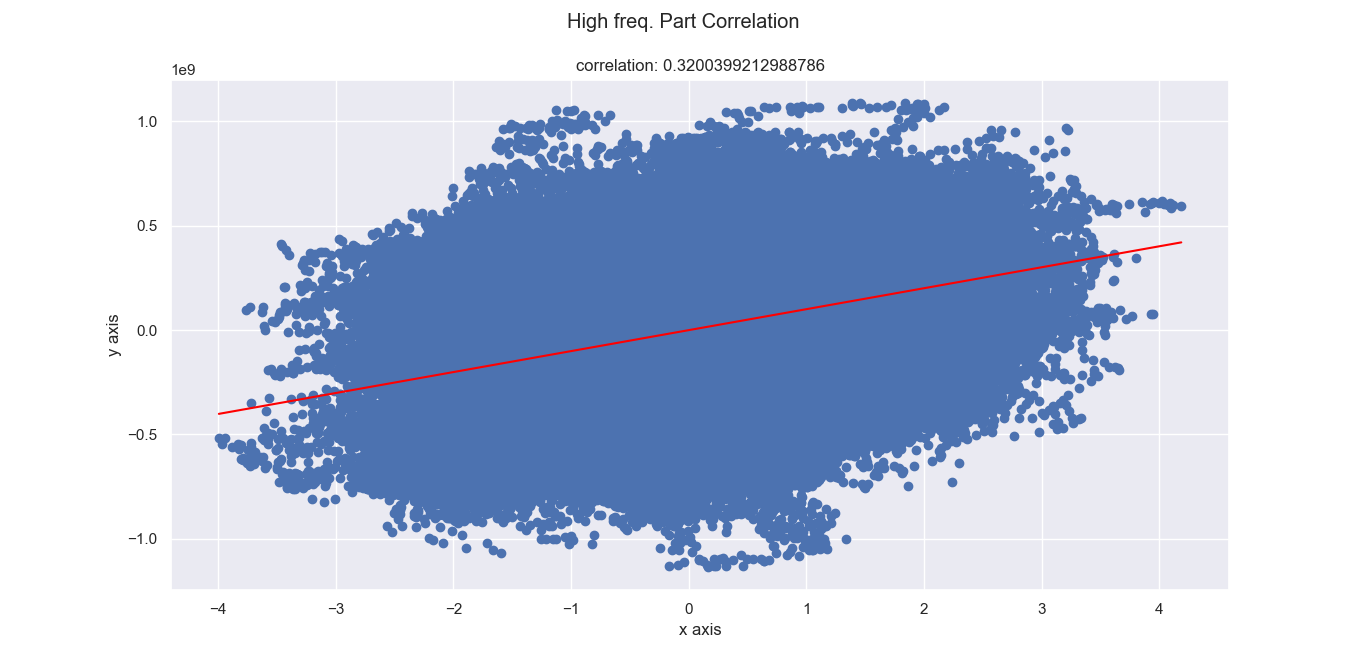 High freq. Part Correlation
correlation: 0.3200399212988786
1e9
1.0
0.5
0.0
−0.5
−1.0
y axis
−4 −3 −2 −1 0 1 2 3 4
x axis